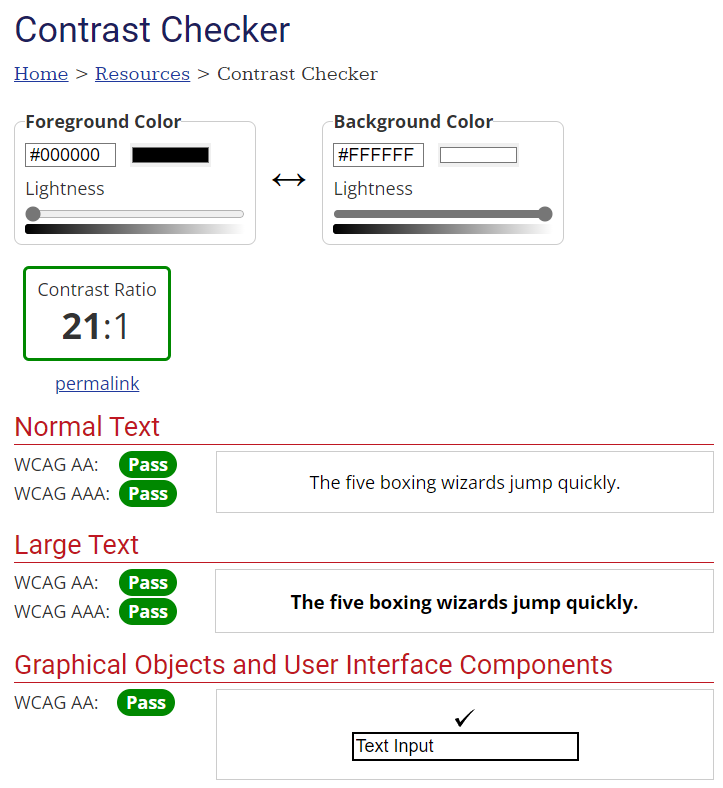 Contrast Checker
Home > Resources > Contrast Checker
Foreground Color
#000000
Lightness
Background Color
#FFFFFF
Lightness
Contrast Ratio
21:1
permalink
Normal Text
WCAG AA: Pass
WCAG AAA: Pass
The five boxing wizards jump quickly.
Large Text
WCAG AA: Pass
WCAG AAA: Pass
The five boxing wizards jump quickly.
Graphical Objects and User Interface Components
WCAG AA: Pass
Text Input